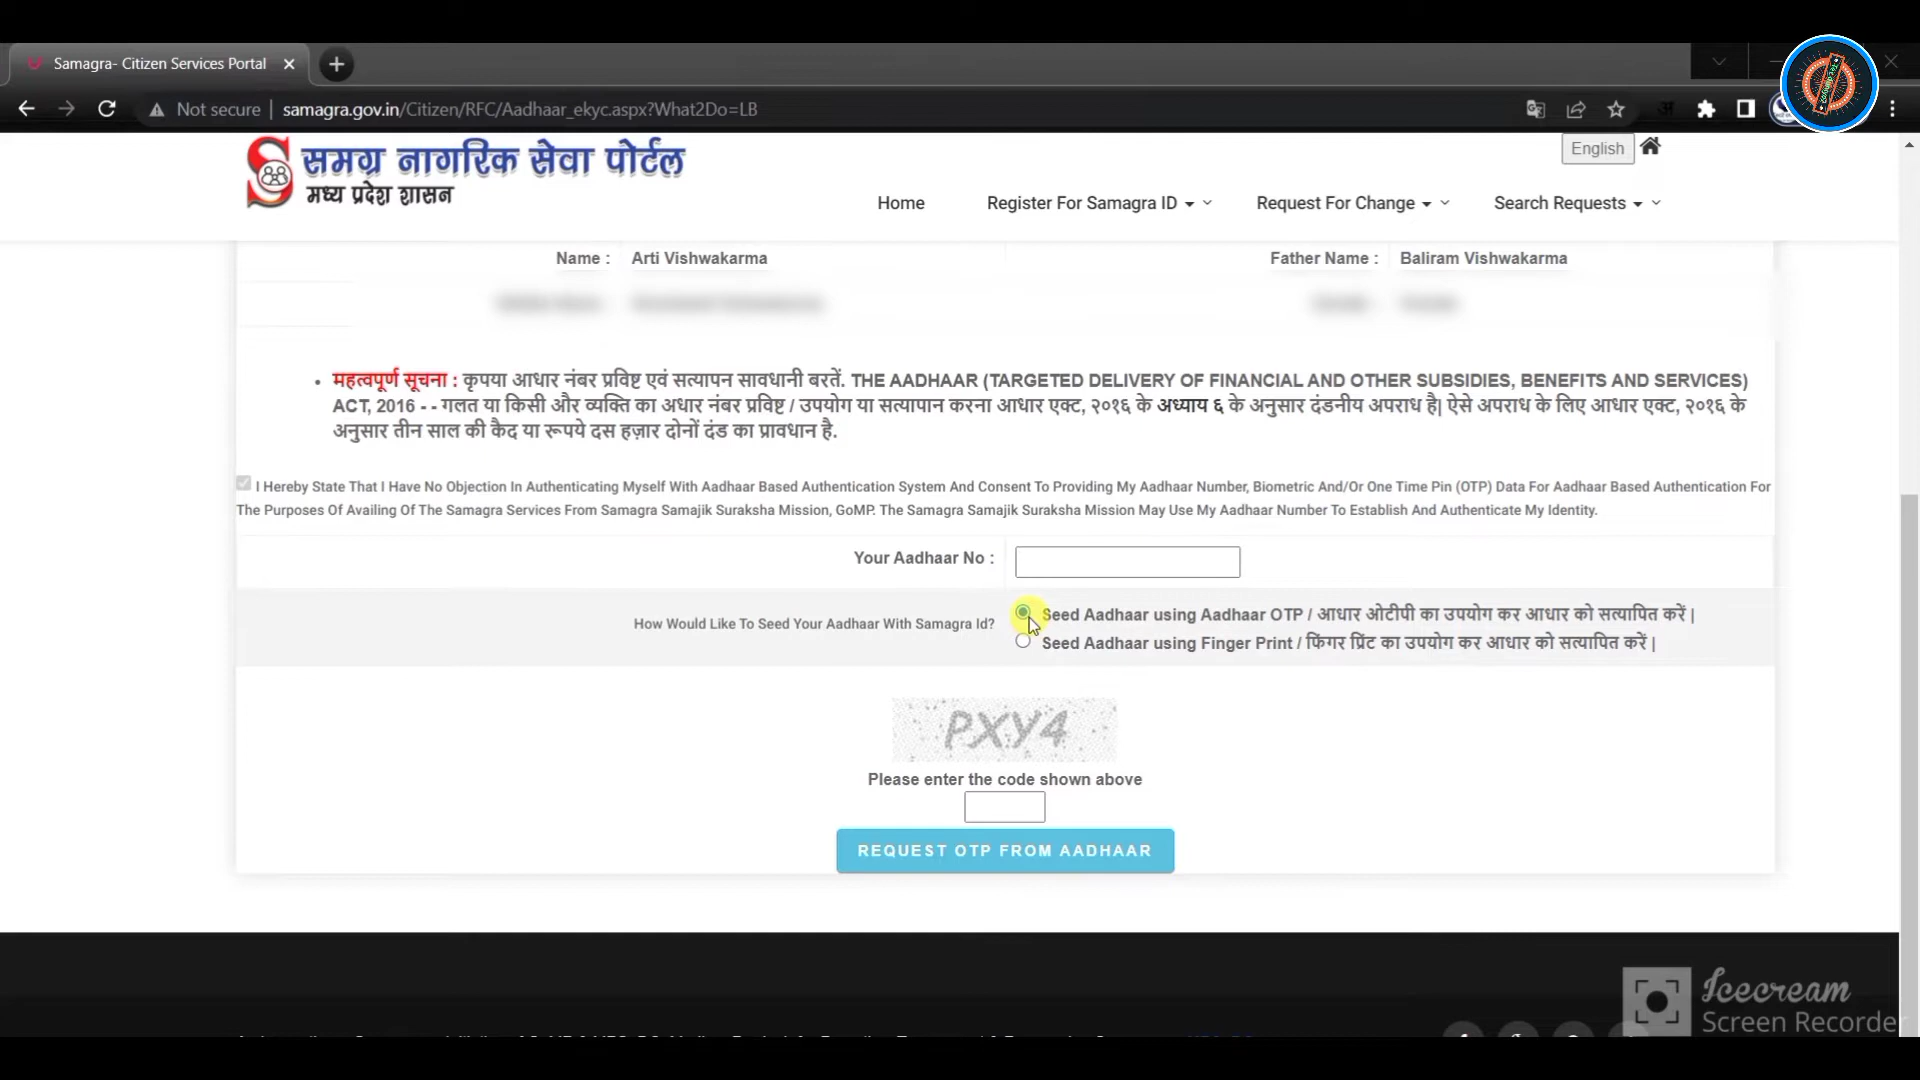 Samagra- Citizen Services Portal
Not secure | samagra.gov.in/Citizen/RFC/Aadhaar_ekyc.aspx?What2Do=LB
समग्र नागरिक सेवा पोर्टल
मध्य प्रदेश शासन
English
Home Register For Samagra ID Request For Change Search Requests
Name : Arti Vishwakarma Father Name : Baliram Vishwakarma
महत्वपूर्ण सूचना : कृपया आधार नंबर प्रविष्ट एवं सत्यापन सावधानी बरतें. THE AADHAAR (TARGETED DELIVERY OF FINANCIAL AND OTHER SUBSIDIES, BENEFITS AND SERVICES)
ACT, 2016 - - गलत या किसी और व्यक्ति का अधार नंबर प्रविष्ट / उपयोग या सत्यापान करना आधार एक्ट, २०१६ के अध्याय ६ के अनुसार दंडनीय अपराध है| ऐसे अपराध के लिए आधार एक्ट, २०१६ के
अनुसार तीन साल की कैद या रूपये दस हज़ार दोनों दंड का प्रावधान है.
I Hereby State That I Have No Objection In Authenticating Myself With Aadhaar Based Authentication System And Consent To Providing My Aadhaar Number, Biometric And/Or One Time Pin (OTP) Data For Aadhaar Based Authentication For
The Purposes Of Availing Of The Samagra Services From Samagra Samajik Suraksha Mission, GoMP. The Samagra Samajik Suraksha Mission May Use My Aadhaar Number To Establish And Authenticate My Identity.
Your Aadhaar No :
How Would Like To Seed Your Aadhaar With Samagra Id?
Seed Aadhaar using Aadhaar OTP / आधार ओटीपी का उपयोग कर आधार को सत्यापित करें |
Seed Aadhaar using Finger Print / फिंगर प्रिंट का उपयोग कर आधार को सत्यापित करें |
PXY4
Please enter the code shown above
REQUEST OTP FROM AADHAAR
Icecream
Screen Recorder